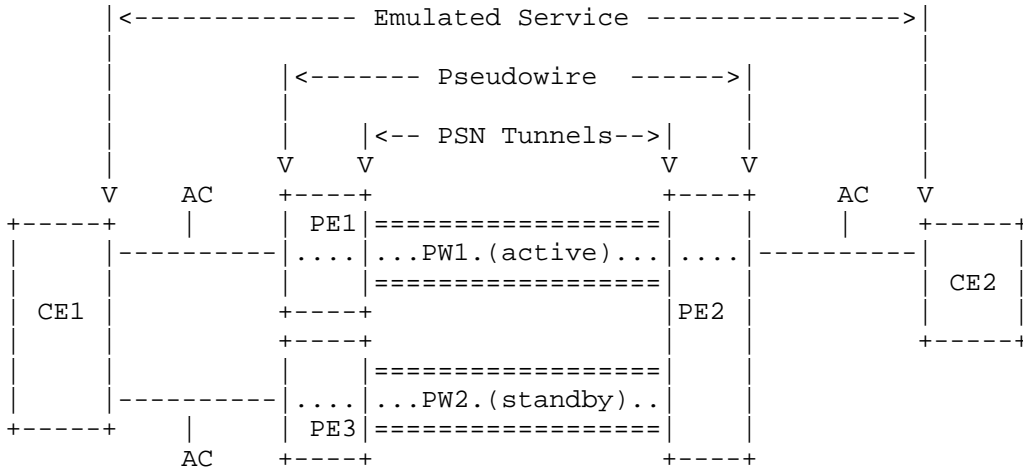 |<-------------- Emulated Service ---------------->|
|<------- Pseudowire ------>|
|<-- PSN Tunnels-->|
V V V V
V AC +----+ +----+ AC V
+-----+ | | PE1|==================| | | +-----+
| |----------|....|...PW1.(active)...|....|----------| |
| | | |==================| | | CE2 |
| CE1 | +----+ |PE2 | | |
| | +----+ | | +-----+
| | | |==================| |
| |----------|....|...PW2.(standby)..| |
+-----+ | | PE3|==================| |
AC +----+ +----+